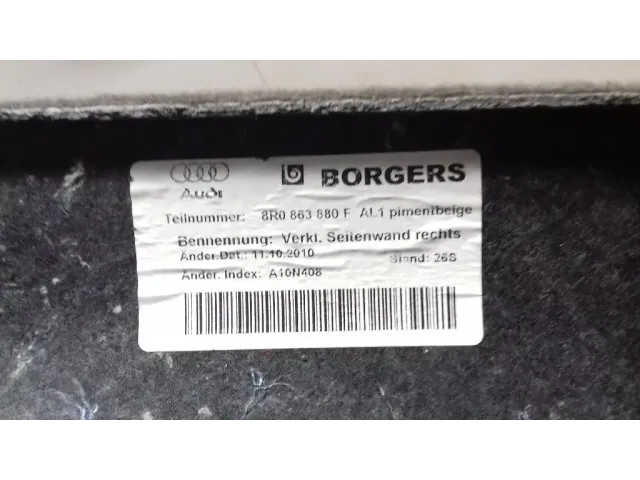 Audi BORGERS
Teilnummer: 8R0 863 880 F AL1 pimentbeige
Bennennung: Verkl. Seitenwand rechts
Änder.Dat.: 11.10.2010 Stand: 26S
Änder. Index: A10N408